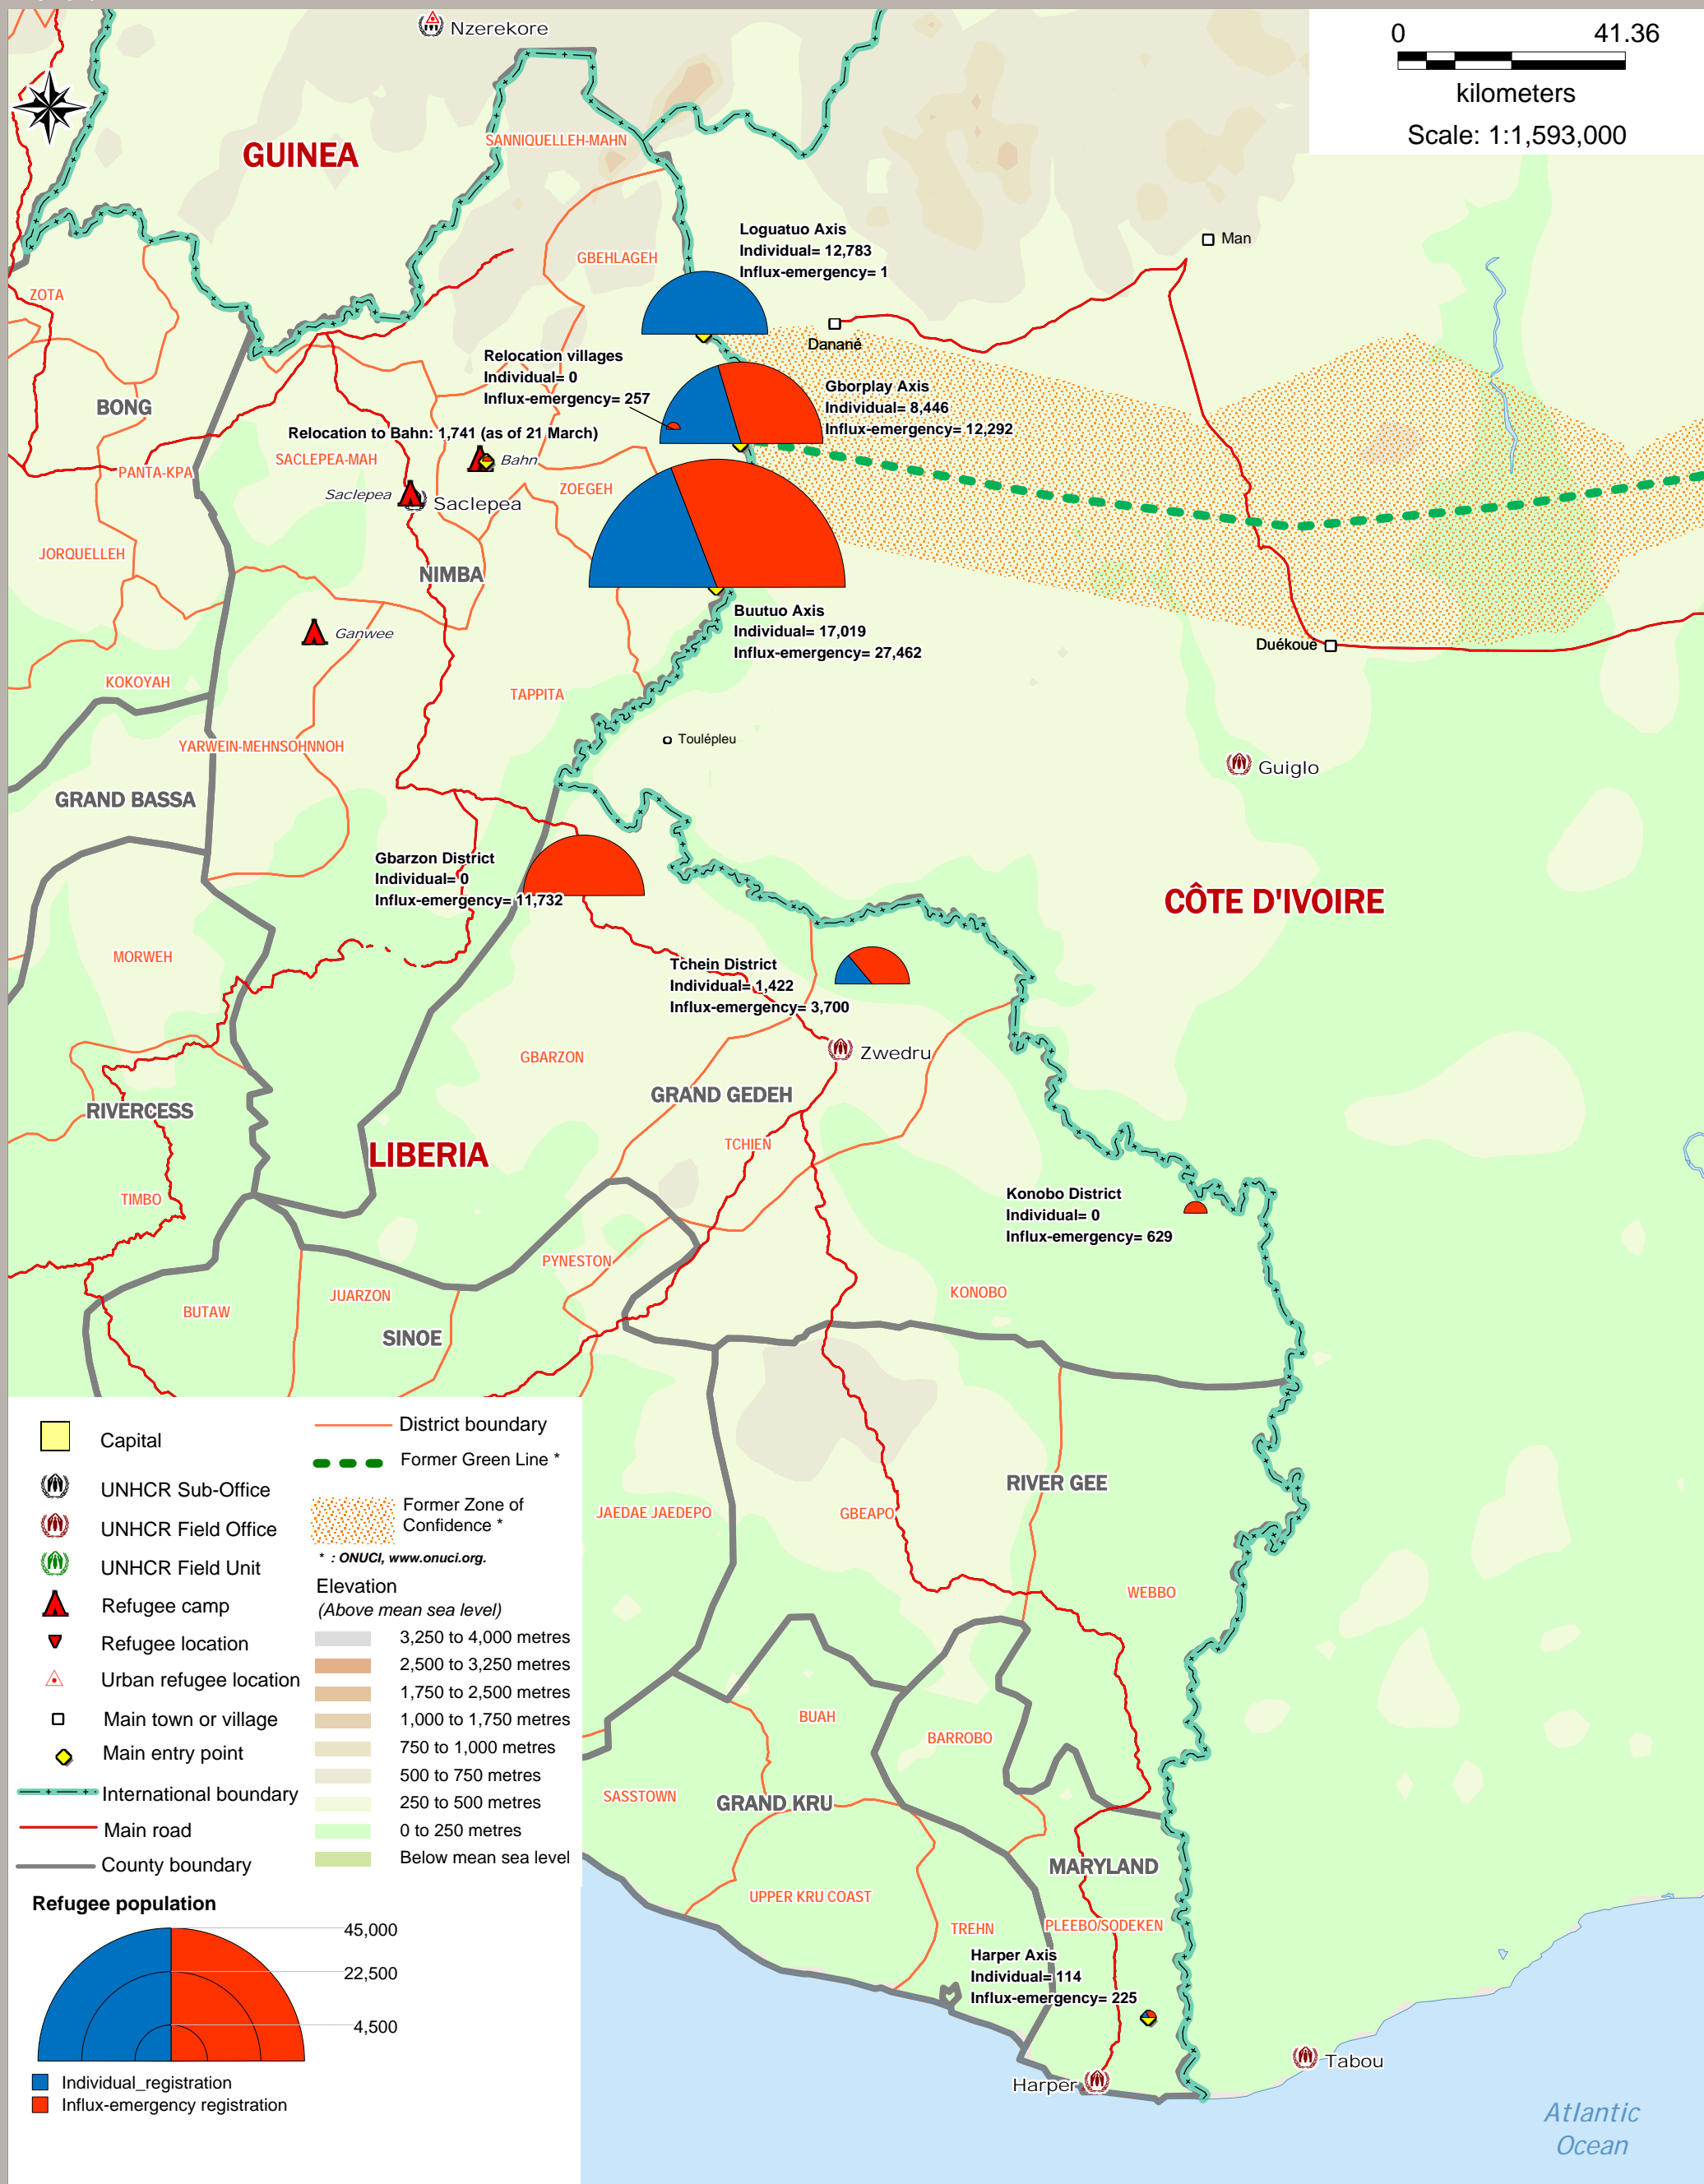 Nzerekore
0 41.36
kilometers
Scale: 1:1,593,000
GUINEA
SANNIQUELLEH-MAHN
Loguatuo Axis
Individual= 12,783
Influx-emergency= 1
Man
GBEHLAGEH
ZOTA
Danané
Relocation villages
Individual= 0
Influx-emergency= 257
Gborplay Axis
Individual= 8,446
Influx-emergency= 12,292
BONG
Relocation to Bahn: 1,741 (as of 21 March)
SACLEPEA-MAH
Bahn
PANTA-KPA
Saclepea
Saclepea
ZOEGEH
JORQUELLEH
NIMBA
Buutuo Axis
Individual= 17,019
Influx-emergency= 27,462
Ganwee
Duékoué
KOKOYAH
TAPPITA
YARWEIN-MEHNSOHNNOH
Toulépleu
Guiglo
GRAND BASSA
Gbarzon District
Individual= 0
Influx-emergency= 11,732
CÔTE D'IVOIRE
MORWEH
Tchein District
Individual= 1,422
Influx-emergency= 3,700
GBARZON
Zwedru
GRAND GEDEH
RIVERCESS
LIBERIA
TCHIEN
TIMBO
Konobo District
Individual= 0
Influx-emergency= 629
PYNESTON
KONOBO
JUARZON
BUTAW
SINOE
RIVER GEE
JAEDAE JAEDEPO
GBEAPO
WEBBO
BUAH
BARROBO
SASSTOWN
GRAND KRU
MARYLAND
UPPER KRU COAST
TREHN
PLEEBO/SODEKEN
Harper Axis
Individual= 114
Influx-emergency= 225
Harper
Tabou
Atlantic
Ocean
Capital
UNHCR Sub-Office
UNHCR Field Office
UNHCR Field Unit
Refugee camp
Refugee location
Urban refugee location
Main town or village
Main entry point
International boundary
Main road
County boundary
District boundary
Former Green Line *
Former Zone of
Confidence *
* : ONUCI, www.onuci.org.
Elevation
(Above mean sea level)
3,250 to 4,000 metres
2,500 to 3,250 metres
1,750 to 2,500 metres
1,000 to 1,750 metres
750 to 1,000 metres
500 to 750 metres
250 to 500 metres
0 to 250 metres
Below mean sea level
Refugee population
45,000
22,500
4,500
Individual_registration
Influx-emergency registration